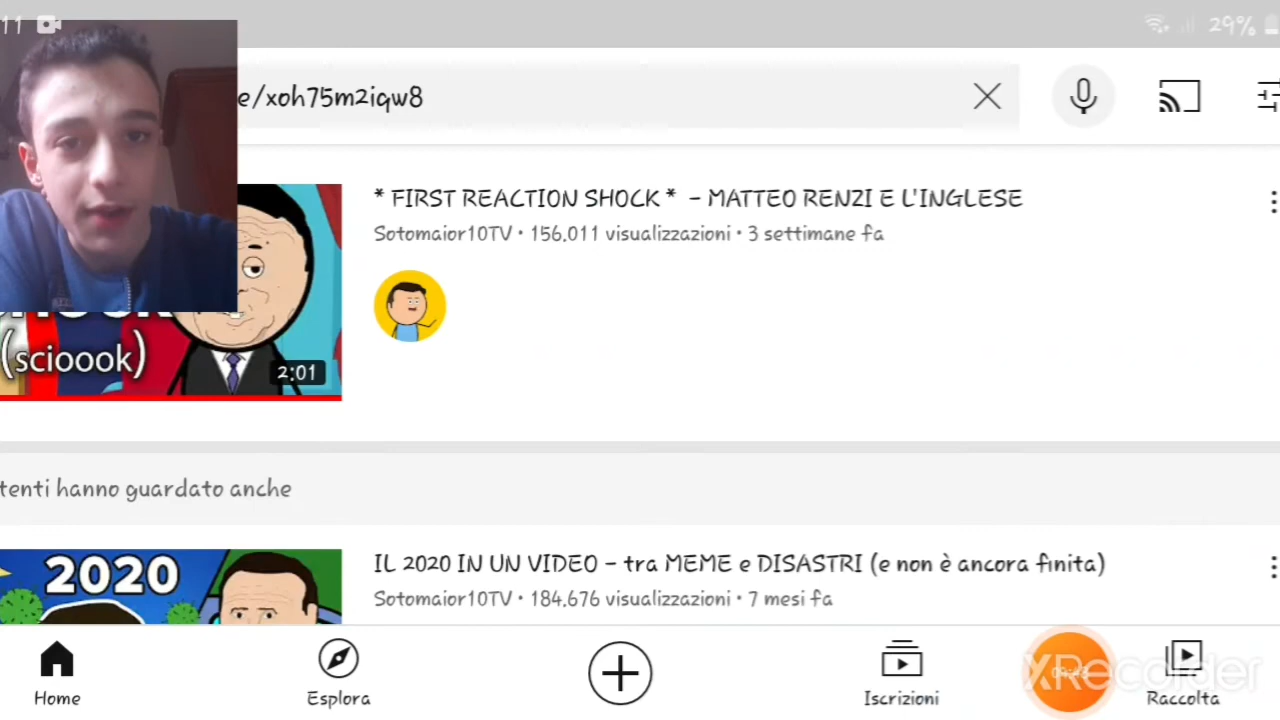 11
29%
e/xoh75m2iqw8
* FIRST REACTION SHOCK * - MATTEO RENZI E L'INGLESE
Sotomaior10TV • 156.011 visualizzazioni • 3 settimane fa
(scioook)
2:01
tenti hanno guardato anche
2020
IL 2020 IN UN VIDEO - tra MEME e DISASTRI (e non è ancora finita)
Sotomaior10TV • 184.676 visualizzazioni • 7 mesi fa
XRecorder
Home
Esplora
Iscrizioni
Raccolta